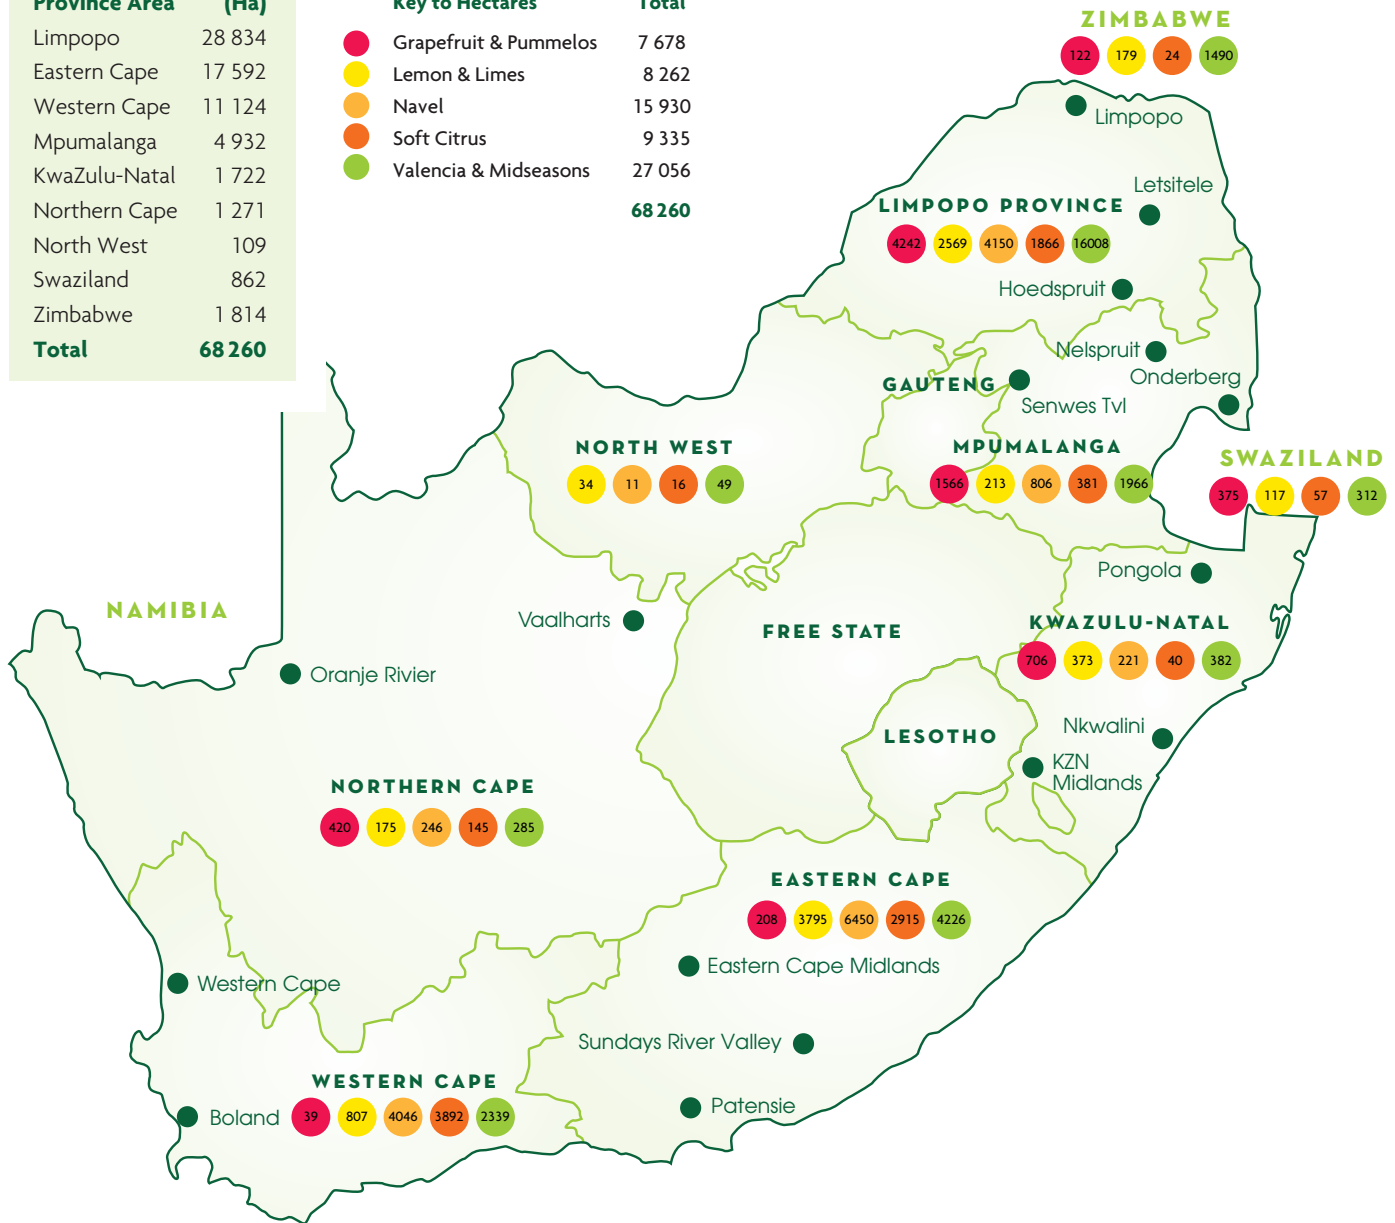 Province Area (Ha)
Limpopo 28 834
Eastern Cape 17 592
Western Cape 11 124
Mpumalanga 4 932
KwaZulu-Natal 1 722
Northern Cape 1 271
North West 109
Swaziland 862
Zimbabwe 1 814
Total 68 260
Key to Hectares Total
Grapefruit & Pummelos 7 678
Lemon & Limes 8 262
Navel 15 930
Soft Citrus 9 335
Valencia & Midseasons 27 056
68 260
ZIMBABWE
122 179 24 1490
Limpopo
Letsitele
LIMPOPO PROVINCE
4242 2569 4150 1866 16008
Hoedspruit
Nelspruit
Onderberg
GAUTENG
Senwes Tvl
NORTH WEST
34 11 16 49
MPUMALANGA
1566 213 806 381 1966
SWAZILAND
375 117 57 312
Pongola
NAMIBIA
Vaalharts
FREE STATE
KWAZULU-NATAL
706 373 221 40 382
Oranje Rivier
Nkwalini
LESOTHO
KZN
Midlands
NORTHERN CAPE
420 175 246 145 285
EASTERN CAPE
208 3795 6450 2915 4226
Eastern Cape Midlands
Western Cape
Sundays River Valley
WESTERN CAPE
Boland 39 807 4046 3892 2339
Patensie